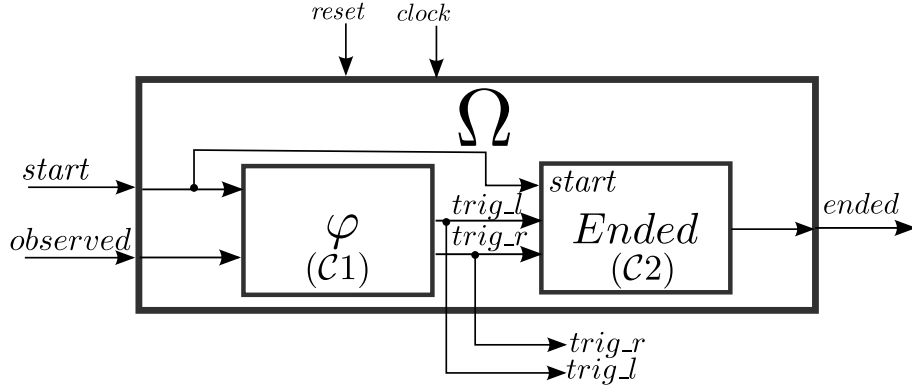 reset
clock
Ω
start
start
trig_l
ended
observed
φ
trig_r
Ended
(C1)
(C2)
trig_r
trig_l